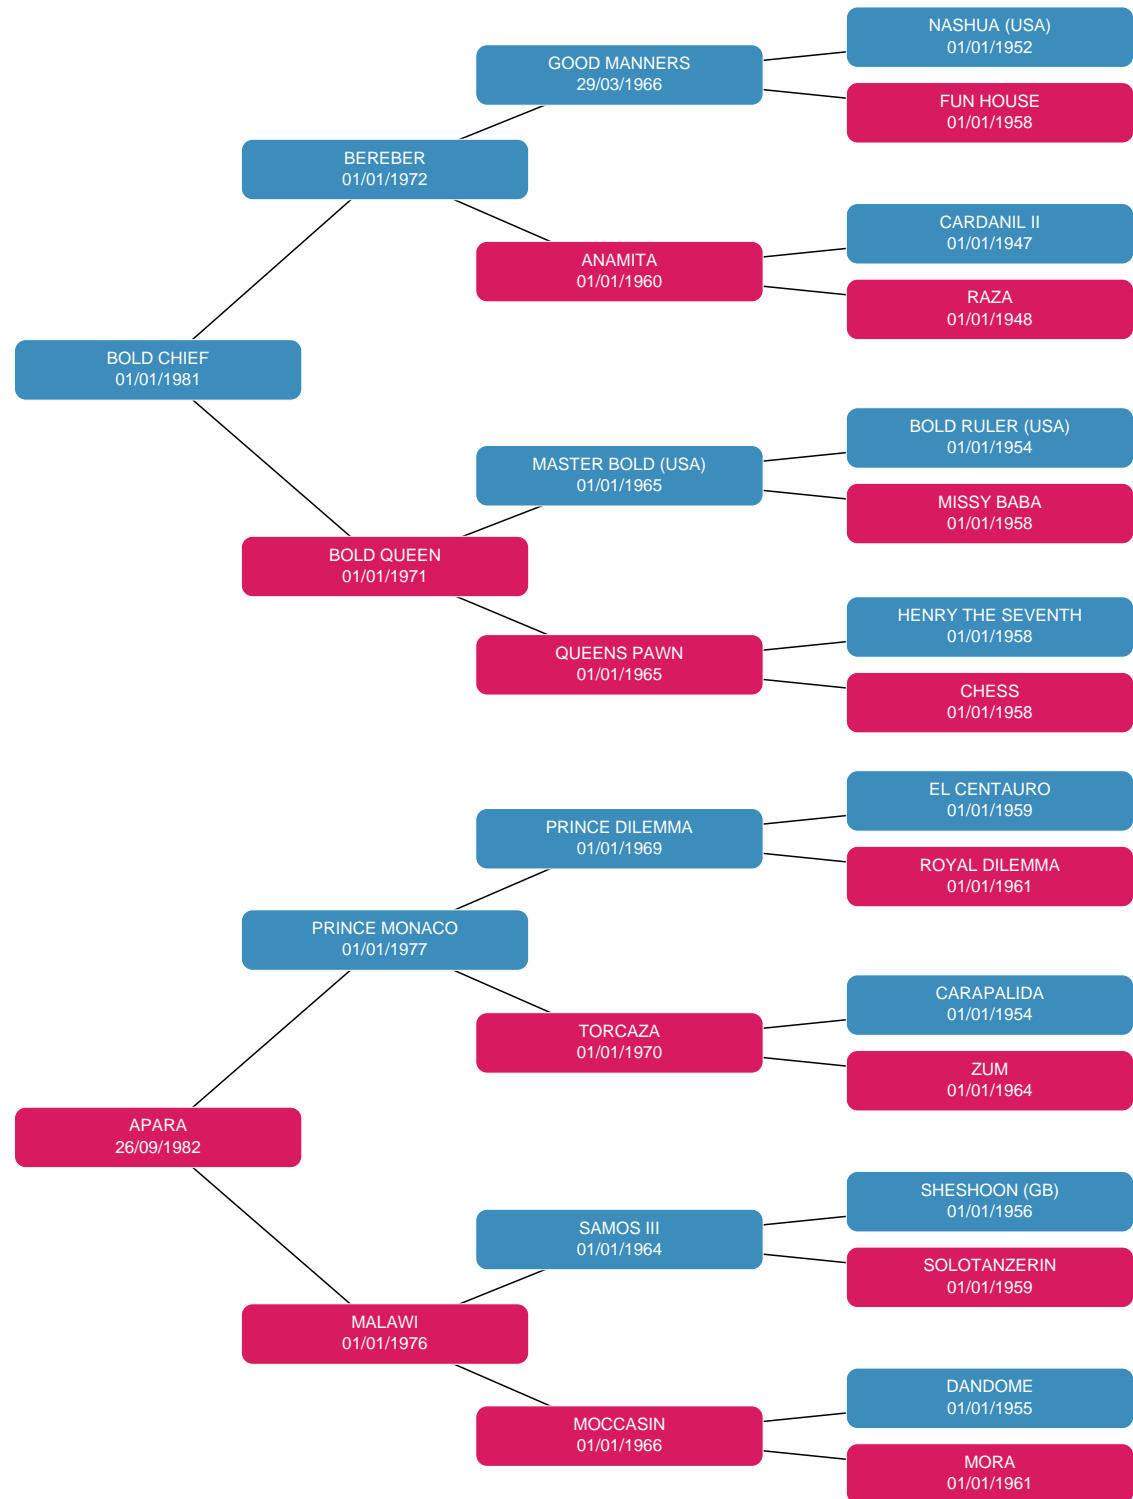 NASHUA (USA)
01/01/1952
GOOD MANNERS
29/03/1966
FUN HOUSE
01/01/1958
BEREBER
01/01/1972
CARDANIL II
01/01/1947
ANAMITA
01/01/1960
RAZA
01/01/1948
BOLD CHIEF
01/01/1981
BOLD RULER (USA)
01/01/1954
MASTER BOLD (USA)
01/01/1965
MISSY BABA
01/01/1958
BOLD QUEEN
01/01/1971
HENRY THE SEVENTH
01/01/1958
QUEENS PAWN
01/01/1965
CHESS
01/01/1958
EL CENTAURO
01/01/1959
PRINCE DILEMMA
01/01/1969
ROYAL DILEMMA
01/01/1961
PRINCE MONACO
01/01/1977
CARAPALIDA
01/01/1954
TORCAZA
01/01/1970
ZUM
01/01/1964
APARA
26/09/1982
SHESHOON (GB)
01/01/1956
SAMOS III
01/01/1964
SOLOTANZERIN
01/01/1959
MALAWI
01/01/1976
DANDOME
01/01/1955
MOCCASIN
01/01/1966
MORA
01/01/1961